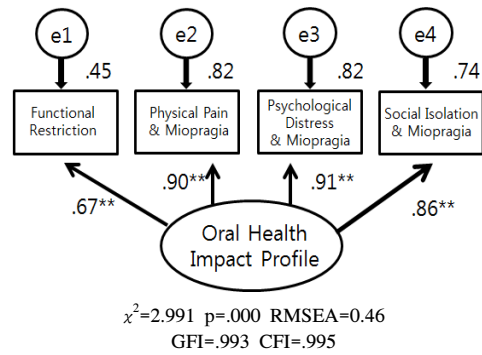 e1 e2 e3 e4
.45 .82 .82 .74
Functional
Restriction
Physical Pain
& Miopragia
Psychological
Distress
& Miopragia
Social Isolation
& Miopragia
.67** .90** .91** .86**
Oral Health
Impact Profile
χ²=2.991 p=.000 RMSEA=0.46
GFI=.993 CFI=.995